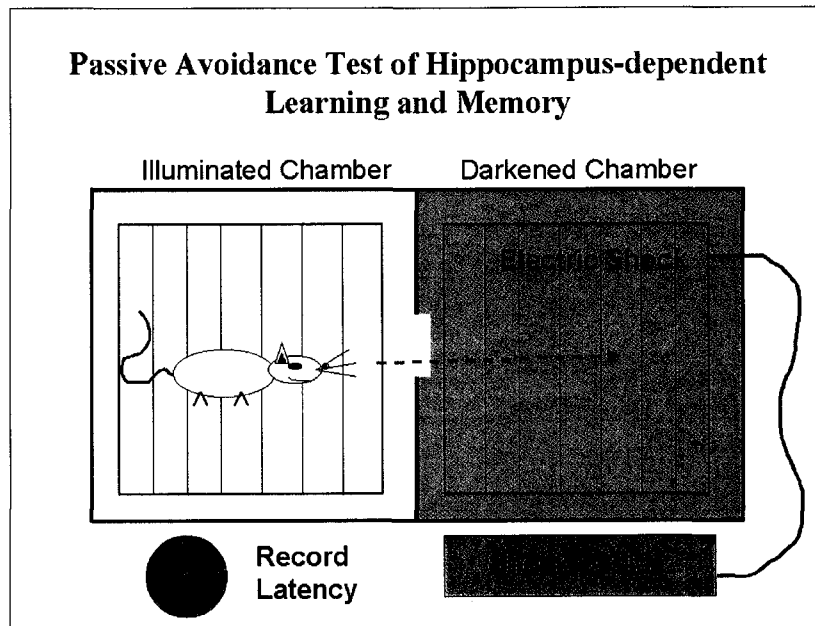 Passive Avoidance Test of Hippocampus-dependent
Learning and Memory
Illuminated Chamber
Darkened Chamber
Electric Shock
Record
Latency